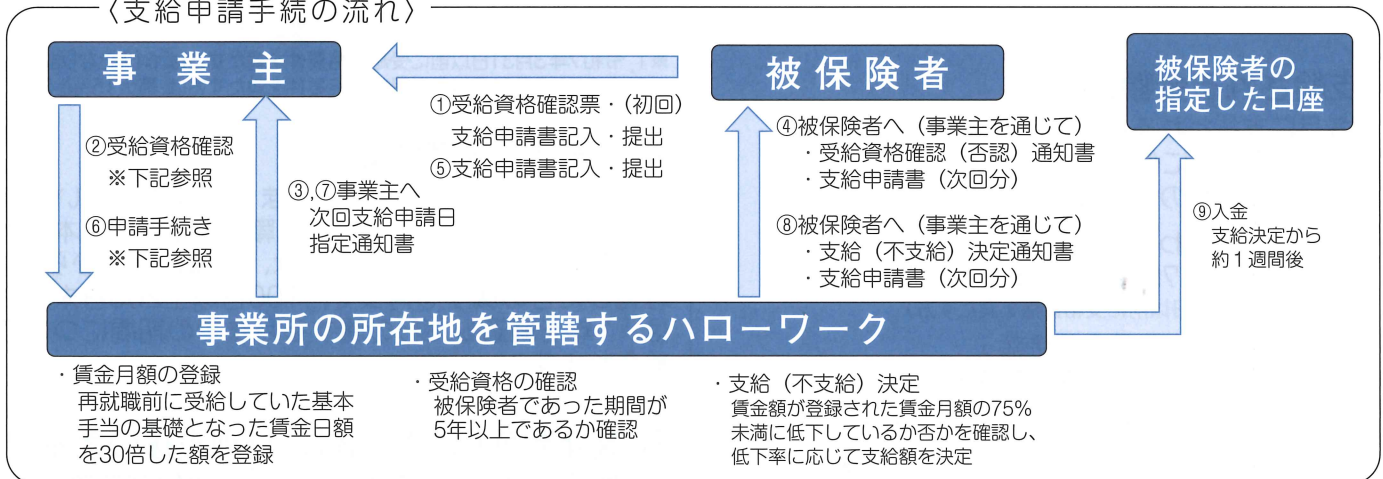 〈支給申請手続の流れ〉
事業主
被保険者
被保険者の
指定した口座
①受給資格確認票・(初回)
支給申請書記入・提出
⑤支給申請書記入・提出
②受給資格確認
※下記参照
⑥申請手続き
※下記参照
③,⑦事業主へ
次回支給申請日
指定通知書
④被保険者へ(事業主を通じて)
・受給資格確認(否認)通知書
・支給申請書(次回分)
⑧被保険者へ(事業主を通じて)
・支給(不支給)決定通知書
・支給申請書(次回分)
⑨入金
支給決定から
約1週間後
事業所の所在地を管轄するハローワーク
・賃金月額の登録
再就職前に受給していた基本
手当の基礎となった賃金日額
を30倍した額を登録
・受給資格の確認
被保険者であった期間が
5年以上であるか確認
・支給(不支給)決定
賃金額が登録された賃金月額の75%
未満に低下しているか否かを確認し、
低下率に応じて支給額を決定